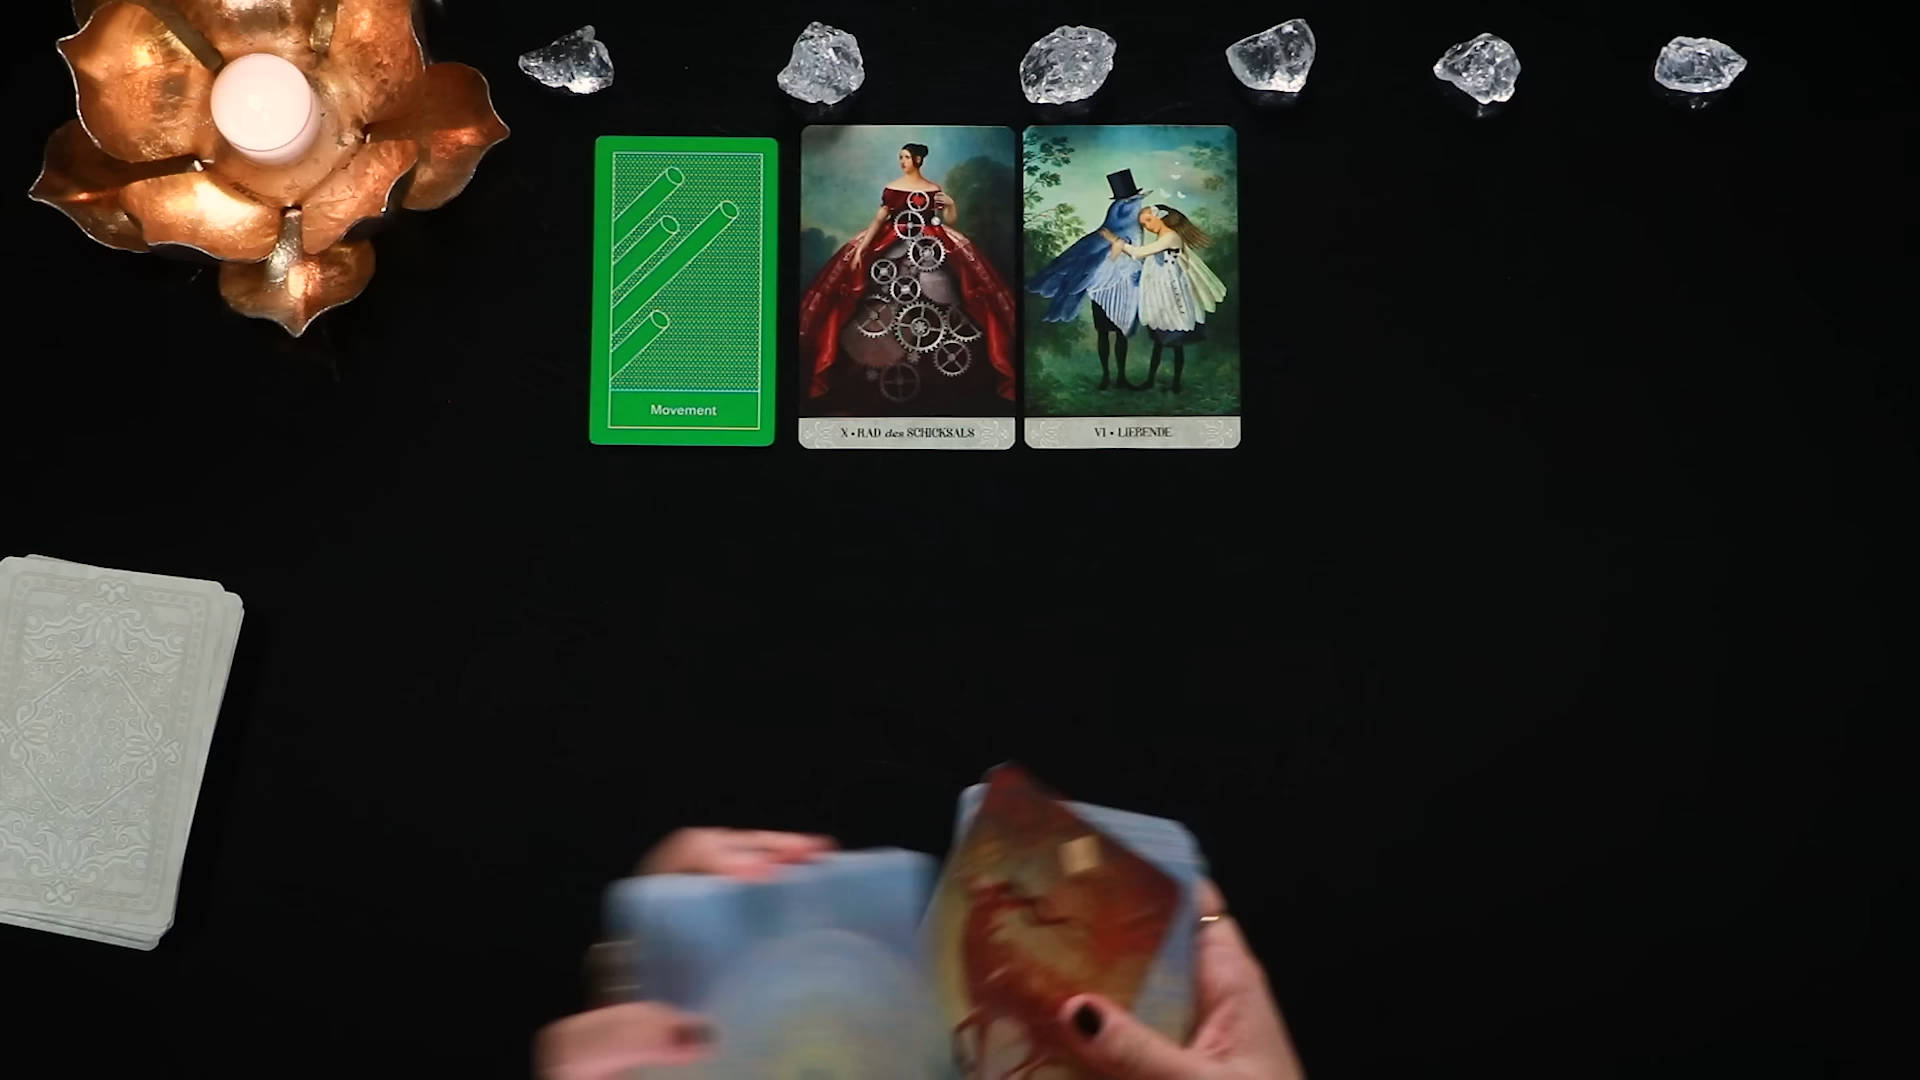 Movement
X • RAD des SCHICKSALS
VI • LIEBENDE